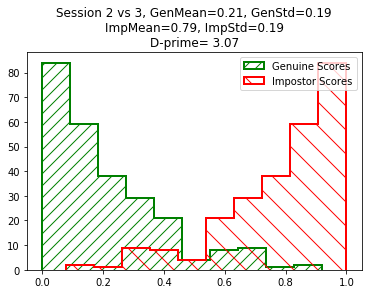 Session 2 vs 3, GenMean=0.21, GenStd=0.19
ImpMean=0.79, ImpStd=0.19
D-prime= 3.07
Genuine Scores
Impostor Scores
80
70
60
50
40
30
20
10
0
0.0 0.2 0.4 0.6 0.8 1.0